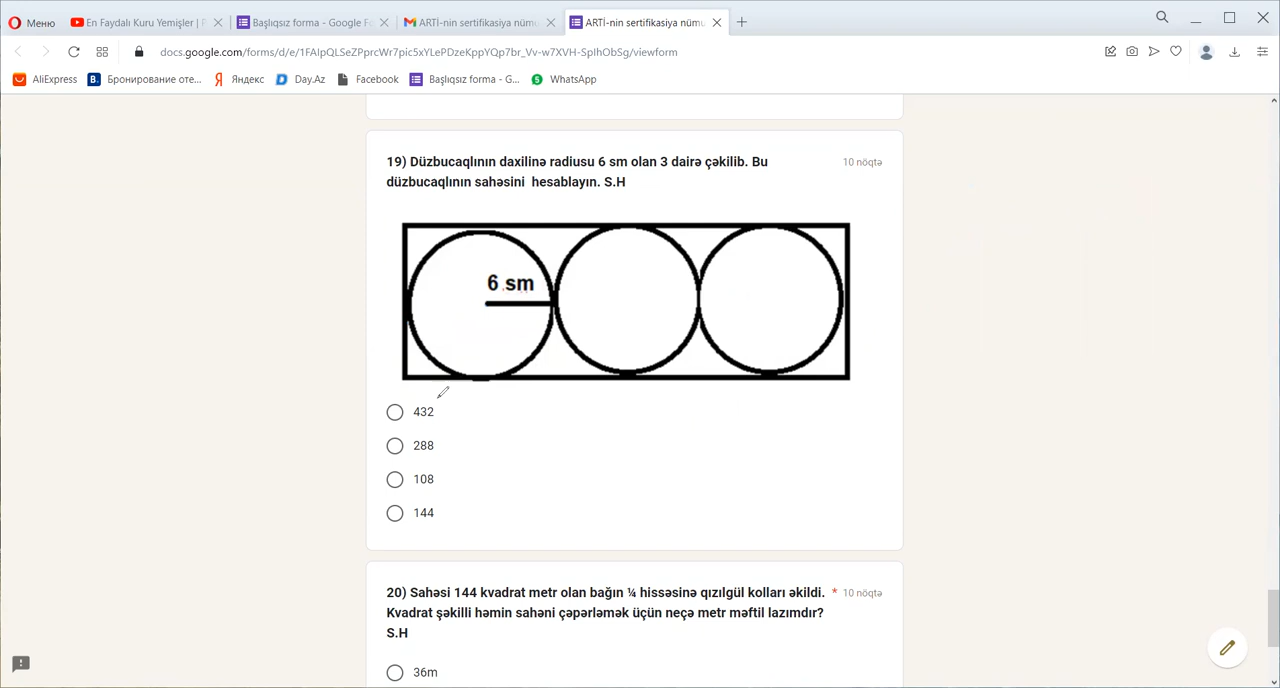 Меню
En Faydalı Kuru Yemişler | F
Başlıqsız forma - Google Fo
ARTİ-nin sertifikasiya nümu
ARTİ-nin sertifikasiya nümu
docs.google.com/forms/d/e/1FAIpQLSeZPprcWr7pic5xYLePDzeKppYQp7br_Vv-w7XVH-SpIhObSg/viewform
AliExpress
Бронирование оте...
Яндекс
Day.Az
Facebook
Başlıqsız forma - G...
WhatsApp
19) Düzbucaqlının daxilinə radiusu 6 sm olan 3 dairə çəkilib. Bu
10 nöqtə
düzbucaqlının sahəsini hesablayın. S.H
6 sm
432
288
108
144
20) Sahəsi 144 kvadrat metr olan bağın ¼ hissəsinə qızılgül kolları əkildi. *
10 nöqtə
Kvadrat şəkilli həmin sahəni çəpərləmək üçün neçə metr məftil lazımdır?
S.H
36m